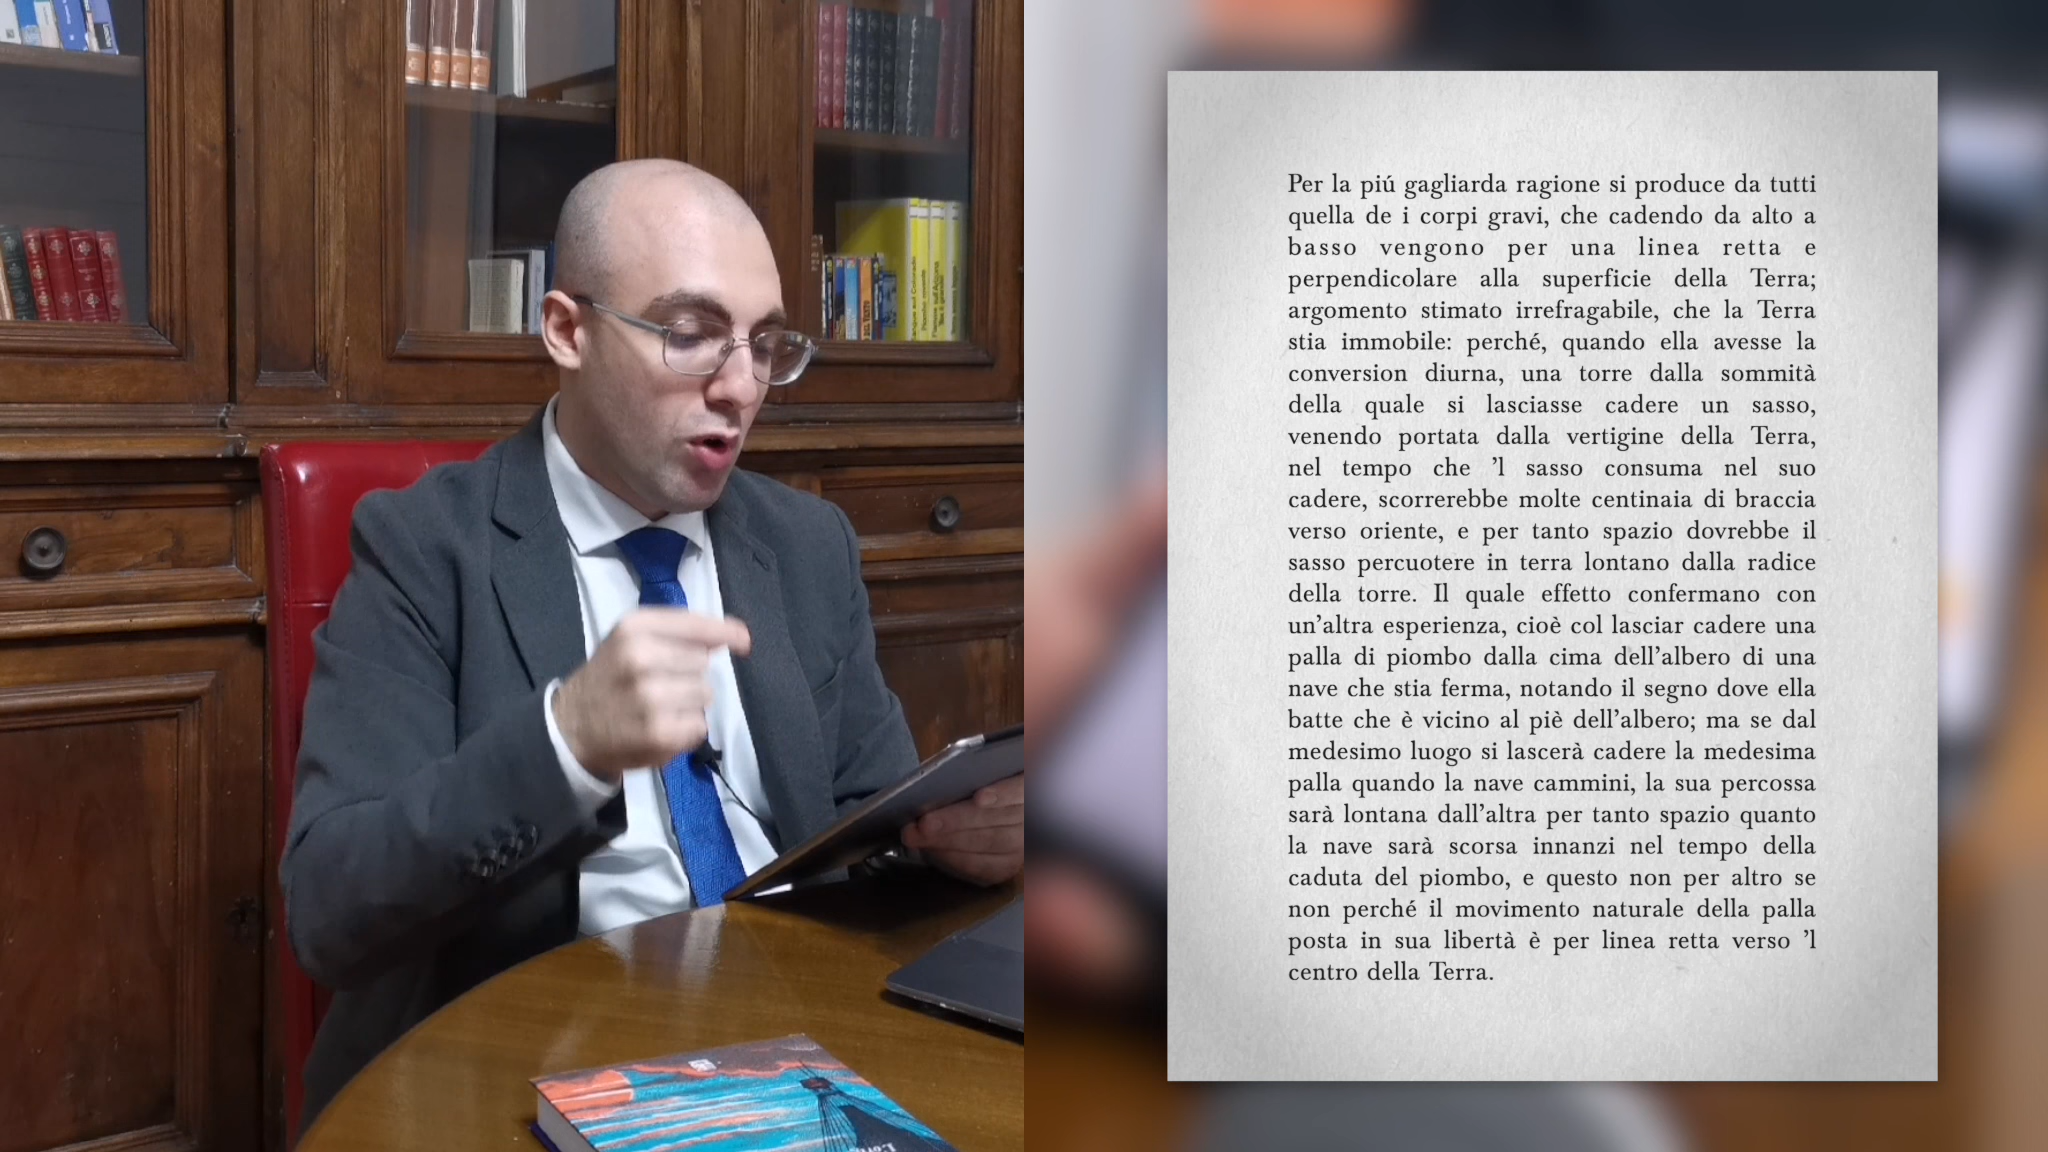 Per la piú gagliarda ragione si produce da tutti
quella de i corpi gravi, che cadendo da alto a
basso vengono per una linea retta e
perpendicolare alla superficie della Terra;
argomento stimato irrefragabile, che la Terra
stia immobile: perché, quando ella avesse la
conversion diurna, una torre dalla sommità
della quale si lasciasse cadere un sasso,
venendo portata dalla vertigine della Terra,
nel tempo che ’l sasso consuma nel suo
cadere, scorrerebbe molte centinaia di braccia
verso oriente, e per tanto spazio dovrebbe il
sasso percuotere in terra lontano dalla radice
della torre. Il quale effetto confermano con
un’altra esperienza, cioè col lasciar cadere una
palla di piombo dalla cima dell’albero di una
nave che stia ferma, notando il segno dove ella
batte che è vicino al piè dell’albero; ma se dal
medesimo luogo si lascerà cadere la medesima
palla quando la nave cammini, la sua percossa
sarà lontana dall’altra per tanto spazio quanto
la nave sarà scorsa innanzi nel tempo della
caduta del piombo, e questo non per altro se
non perché il movimento naturale della palla
posta in sua libertà è per linea retta verso ’l
centro della Terra.